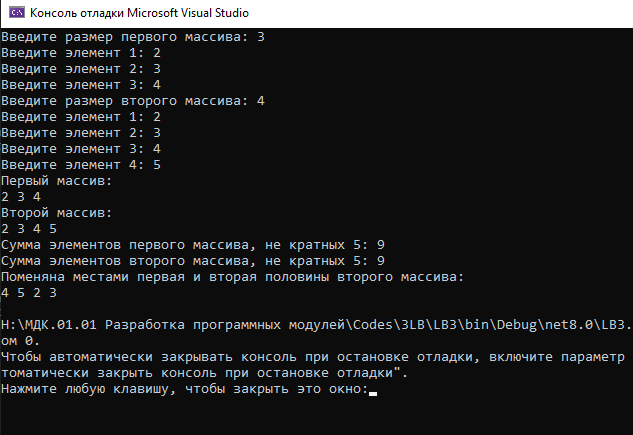 Консоль отладки Microsoft Visual Studio
Введите размер первого массива: 3
Введите элемент 1: 2
Введите элемент 2: 3
Введите элемент 3: 4
Введите размер второго массива: 4
Введите элемент 1: 2
Введите элемент 2: 3
Введите элемент 3: 4
Введите элемент 4: 5
Первый массив:
2 3 4
Второй массив:
2 3 4 5
Сумма элементов первого массива, не кратных 5: 9
Сумма элементов второго массива, не кратных 5: 9
Поменяна местами первая и вторая половины второго массива:
4 5 2 3
H:\МДК.01.01 Разработка программных модулей\Codes\3LB\LB3\bin\Debug\net8.0\LB3.
ом 0.
Чтобы автоматически закрывать консоль при остановке отладки, включите параметр
томатически закрыть консоль при остановке отладки".
Нажмите любую клавишу, чтобы закрыть это окно: